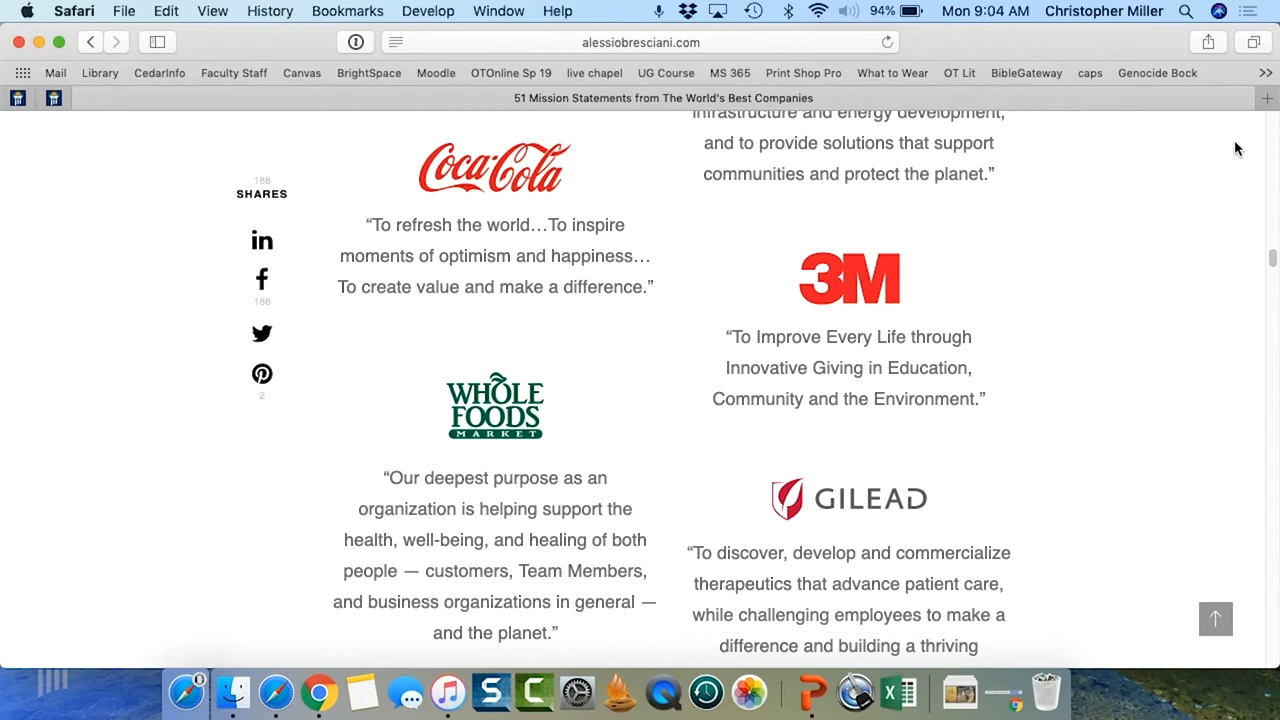 Safari File Edit View History Bookmarks Develop Window Help 94% Mon 9:04 AM Christopher Miller
alessiobresciani.com
Mail Library CedarInfo Faculty Staff Canvas BrightSpace Moodle OTOnline Sp 19 live chapel UG Course MS 365 Print Shop Pro What to Wear OT Lit BibleGateway caps Genocide Bock
51 Mission Statements from The World's Best Companies
188
SHARES
in
f
186
2
Coca-Cola
“To refresh the world…To inspire
moments of optimism and happiness…
To create value and make a difference.”
WHOLE
FOODS
MARKET
“Our deepest purpose as an
organization is helping support the
health, well-being, and healing of both
people — customers, Team Members,
and business organizations in general —
and the planet.”
infrastructure and energy development,
and to provide solutions that support
communities and protect the planet.”
3M
“To Improve Every Life through
Innovative Giving in Education,
Community and the Environment.”
GILEAD
“To discover, develop and commercialize
therapeutics that advance patient care,
while challenging employees to make a
difference and building a thriving
S
C
P
X